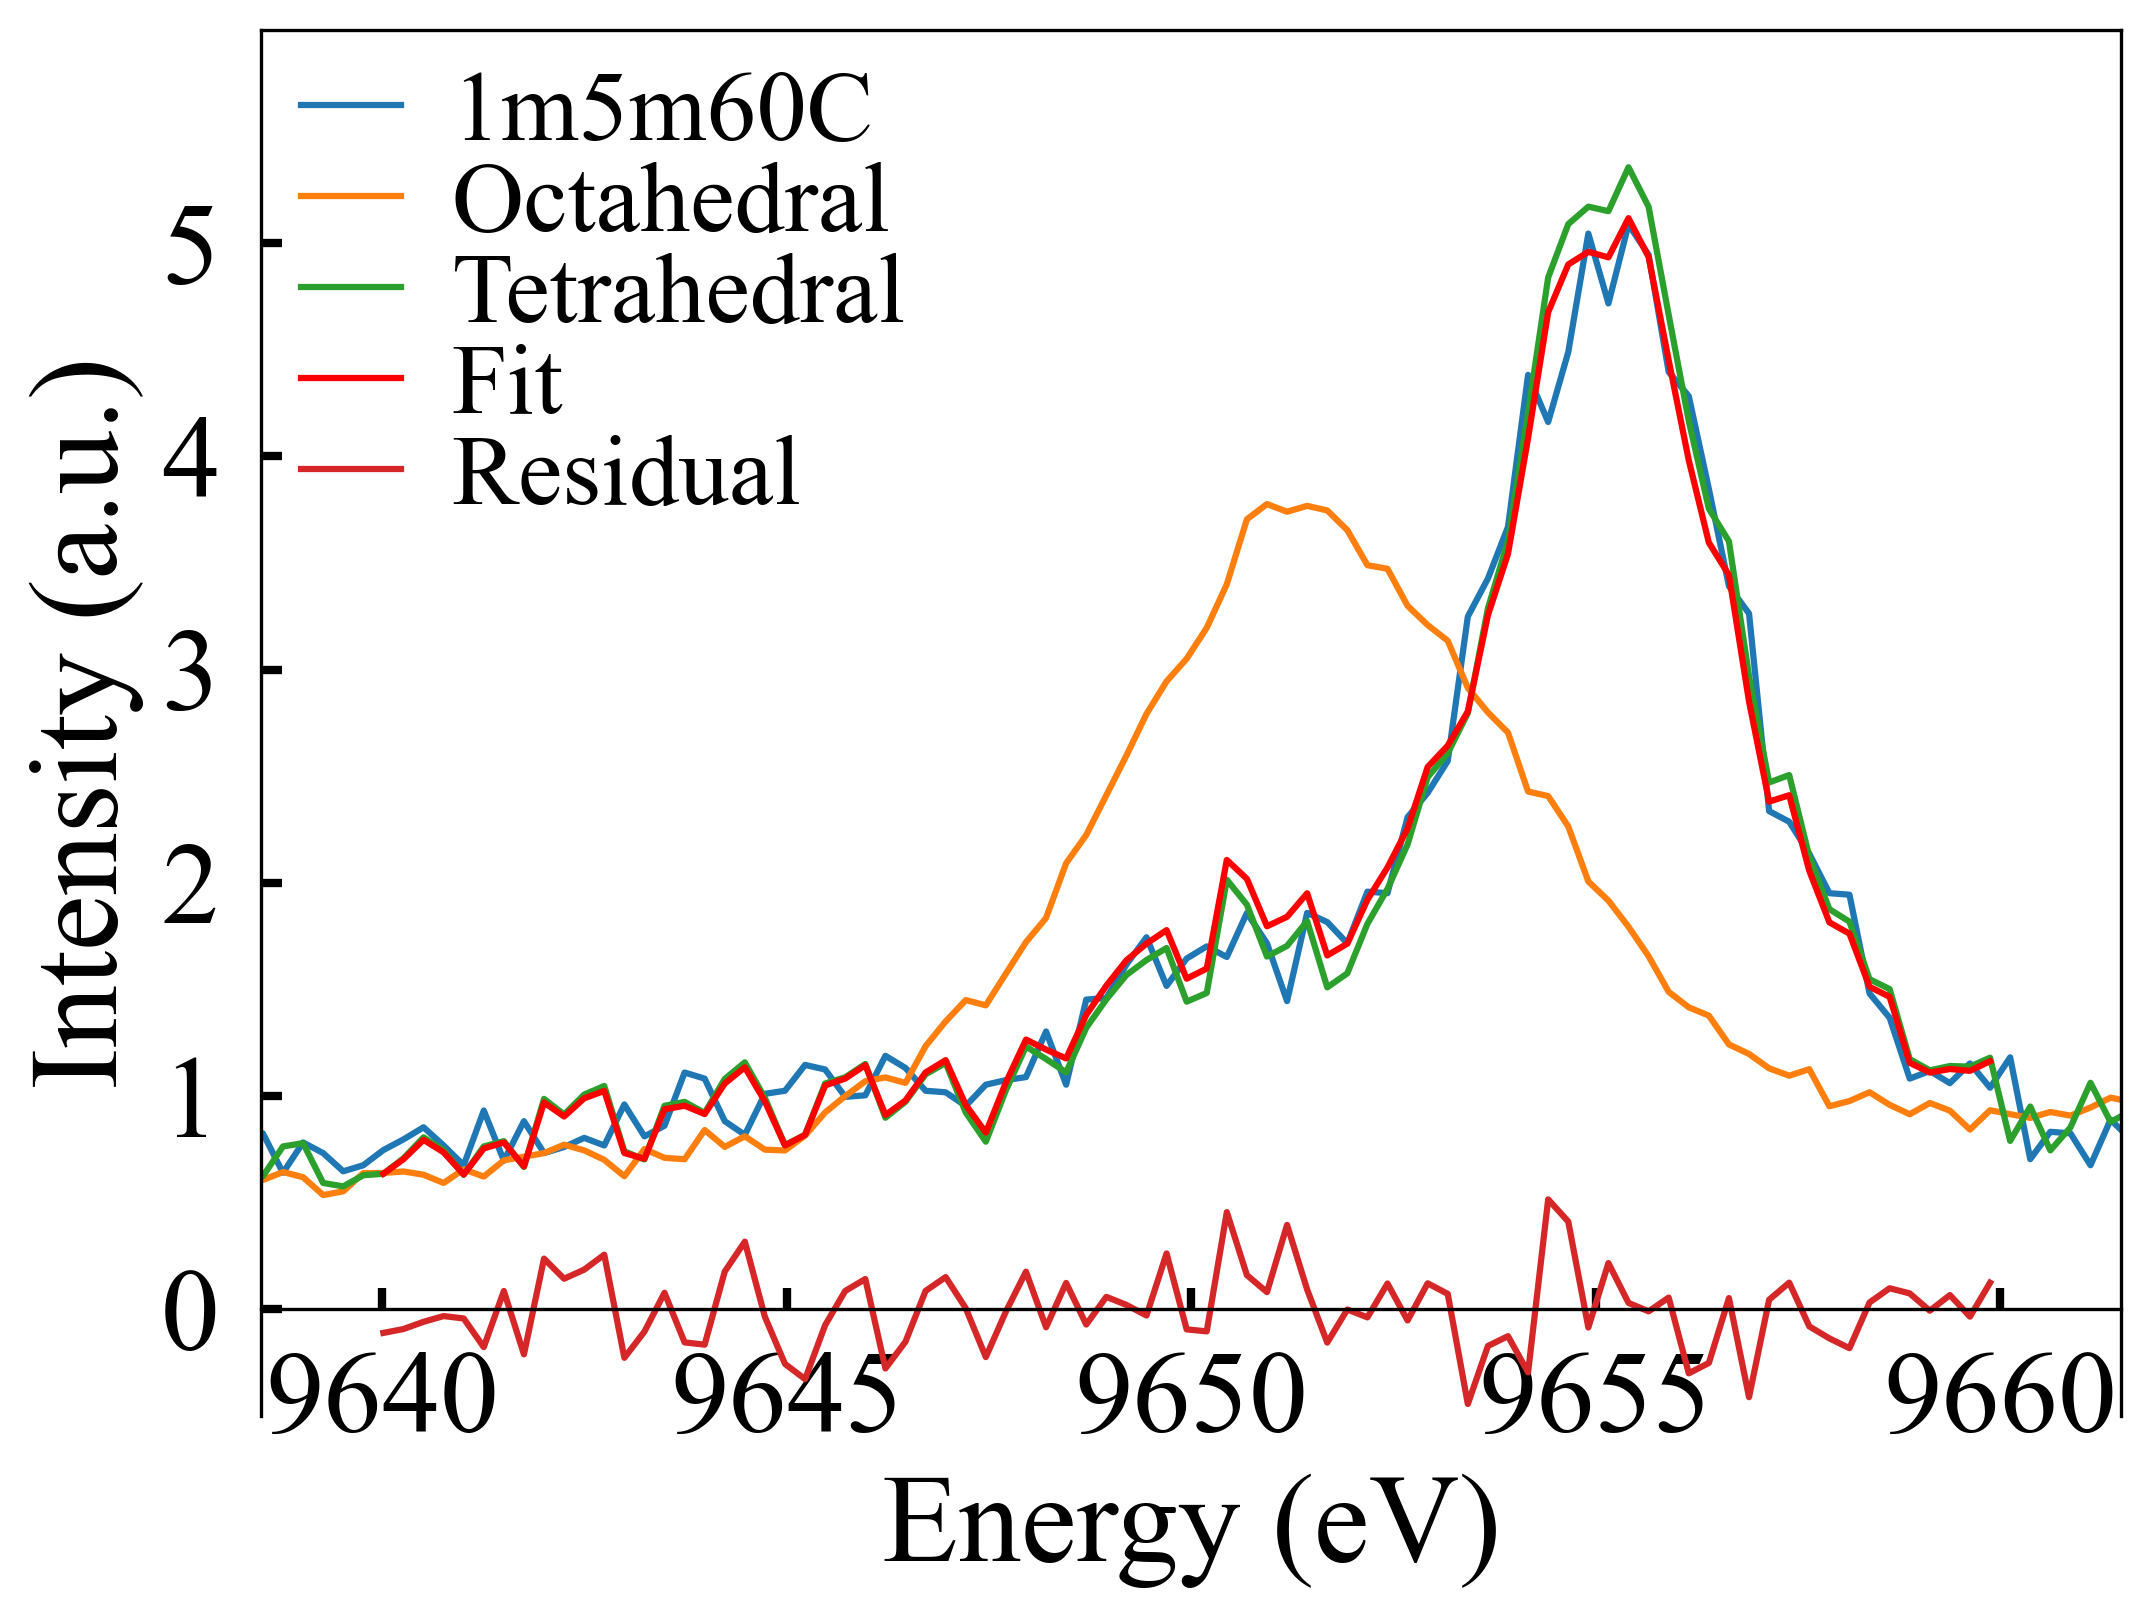 1m5m60C
Octahedral
Tetrahedral
Fit
Residual
Intensity (a.u.)
5
4
3
2
1
0
9640 9645 9650 9655 9660
Energy (eV)